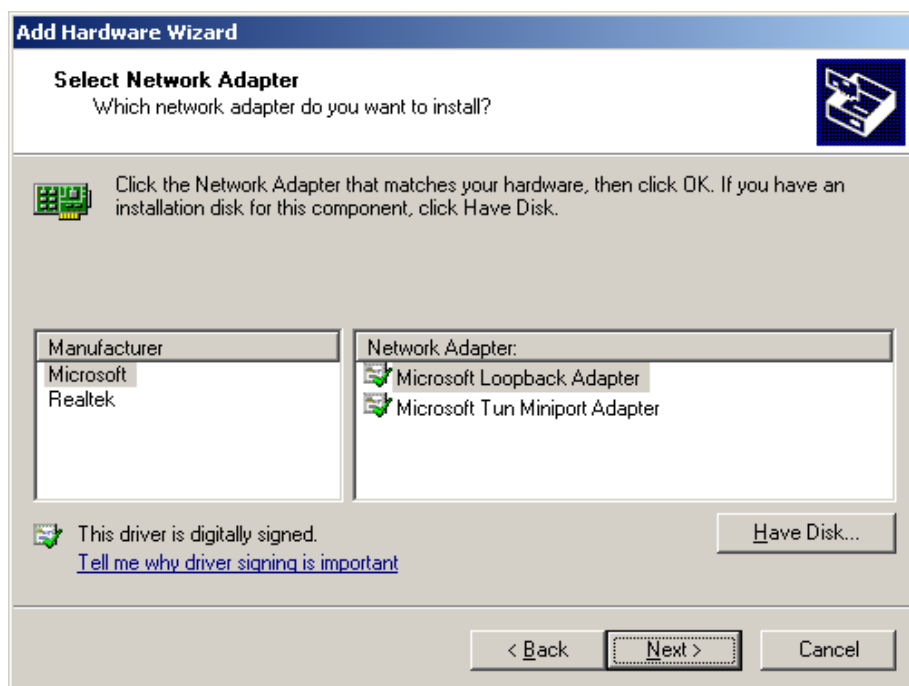 Add Hardware Wizard
Select Network Adapter
Which network adapter do you want to install?
Click the Network Adapter that matches your hardware, then click OK. If you have an
installation disk for this component, click Have Disk.
Manufacturer
Microsoft
Realtek
Network Adapter:
Microsoft Loopback Adapter
Microsoft Tun Miniport Adapter
This driver is digitally signed.
Tell me why driver signing is important
Have Disk...
< Back
Next >
Cancel